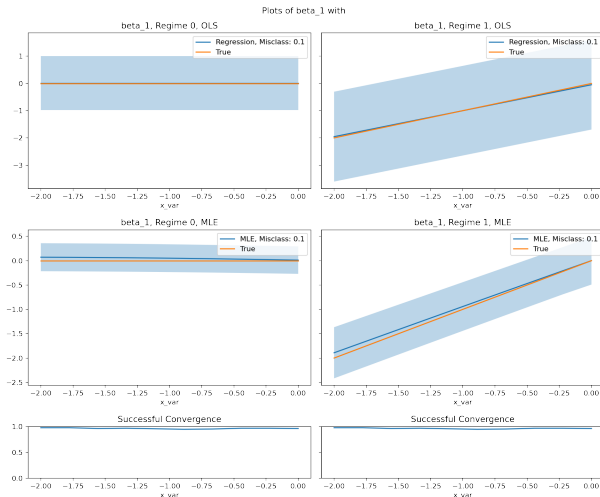 Plots of beta_1 with
beta_1, Regime 0, OLS
beta_1, Regime 1, OLS
Regression, Misclass: 0.1
True
Regression, Misclass: 0.1
True
1
0
−1
−2
−3
−2.00 −1.75 −1.50 −1.25 −1.00 −0.75 −0.50 −0.25 0.00
x_var
−2.00 −1.75 −1.50 −1.25 −1.00 −0.75 −0.50 −0.25 0.00
x_var
beta_1, Regime 0, MLE
beta_1, Regime 1, MLE
MLE, Misclass: 0.1
True
MLE, Misclass: 0.1
True
0.5
0.0
−0.5
−1.0
−1.5
−2.0
−2.5
−2.00 −1.75 −1.50 −1.25 −1.00 −0.75 −0.50 −0.25 0.00
x_var
−2.00 −1.75 −1.50 −1.25 −1.00 −0.75 −0.50 −0.25 0.00
x_var
Successful Convergence
Successful Convergence
1.0
0.5
0.0
−2.00 −1.75 −1.50 −1.25 −1.00 −0.75 −0.50 −0.25 0.00
x_var
−2.00 −1.75 −1.50 −1.25 −1.00 −0.75 −0.50 −0.25 0.00
x_var